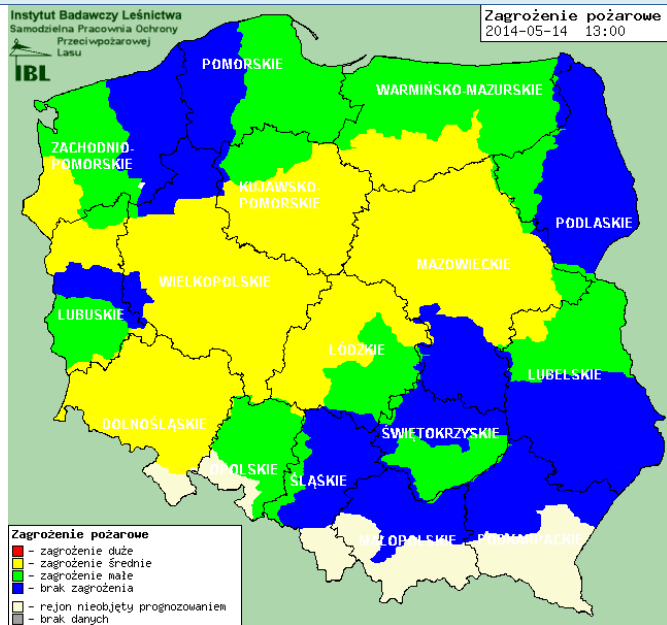 Instytut Badawczy Leśnictwa
Samodzielna Pracownia Ochrony
Przeciwpożarowej
Lasu
IBL
Zagrożenie pożarowe
2014-05-14 13:00
POMORSKIE
WARMIŃSKO-MAZURSKIE
ZACHODNIO-
POMORSKIE
KUJAWSKO-
POMORSKIE
PODLASKIE
MAZOWIECKIE
WIELKOPOLSKIE
LUBUSKIE
ŁÓDZKIE
LUBELSKIE
DOLNOŚLĄSKIE
ŚWIĘTOKRZYSKIE
OPOLSKIE
ŚLĄSKIE
MAŁOPOLSKIE
PODKARPACKIE
Zagrożenie pożarowe
- zagrożenie duże
- zagrożenie średnie
- zagrożenie małe
- brak zagrożenia
- rejon nieobjęty prognozowaniem
- brak danych